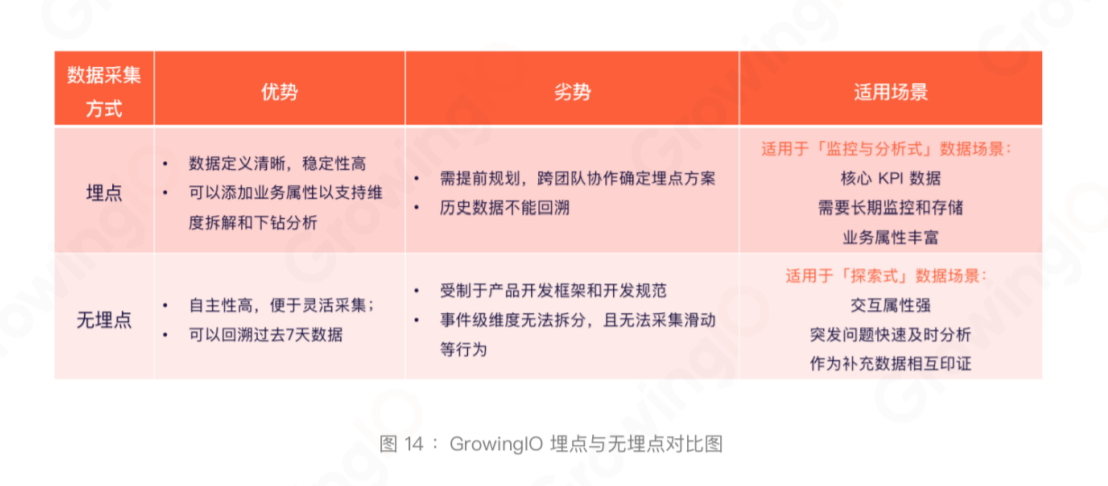 数据采集
方式
优势
劣势
适用场景
埋点
• 数据定义清晰，稳定性高
• 可以添加业务属性以支持维
度拆解和下钻分析
• 需提前规划，跨团队协作确定埋点方案
• 历史数据不能回溯
适用于「监控与分析式」数据场景：
核心 KPI 数据
需要长期监控和存储
业务属性丰富
无埋点
• 自主性高，便于灵活采集；
• 可以回溯过去7天数据
• 受制于产品开发框架和开发规范
• 事件级维度无法拆分，且无法采集滑动
等行为
适用于「探索式」数据场景：
交互属性强
突发问题快速及时分析
作为补充数据相互印证
图 14 ：GrowingIO 埋点与无埋点对比图
GrowingIO